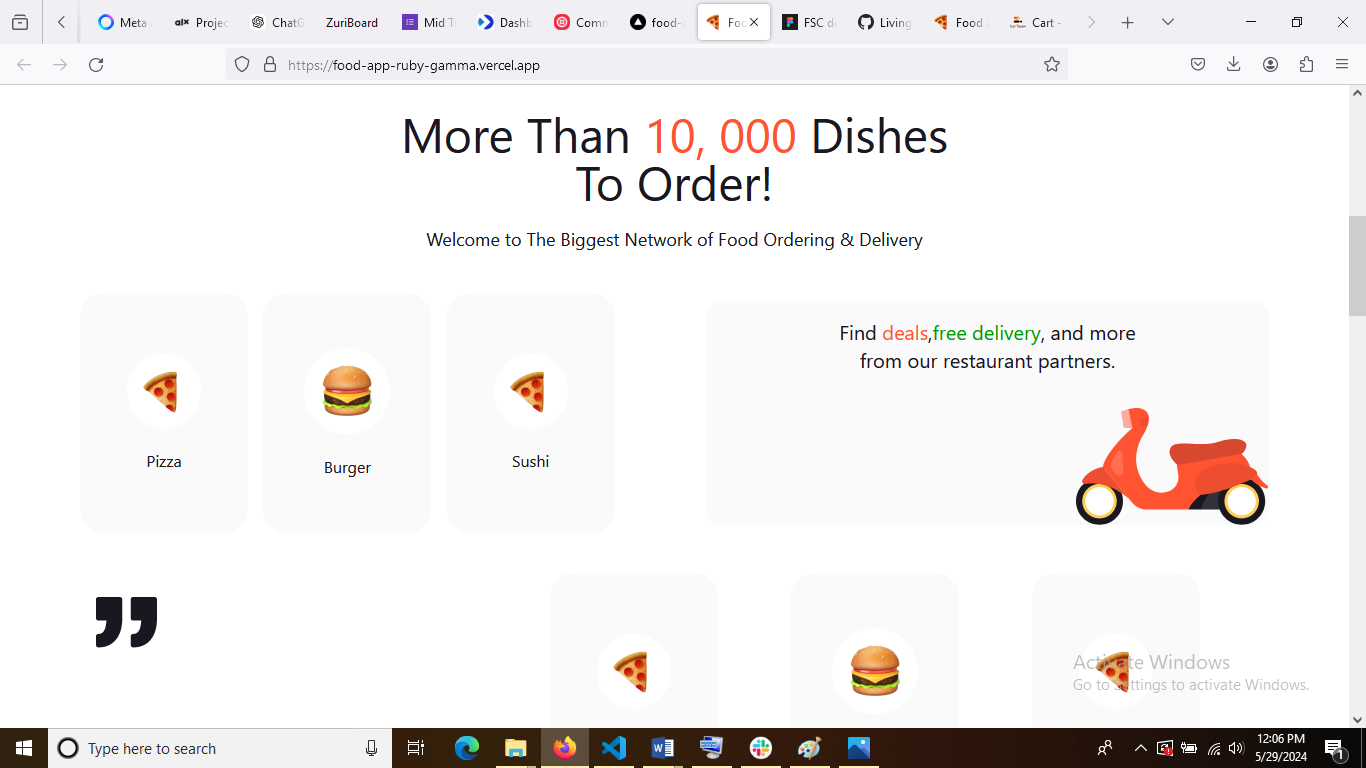 Meta
alx Projec
ChatG
ZuriBoard
Mid T
Dashb
Comm
food-
Foo
FSC d
Github
Living
Food
Cart -
https://food-app-ruby-gamma.vercel.app
More Than 10, 000 Dishes
To Order!
Welcome to The Biggest Network of Food Ordering & Delivery
Find deals,free delivery, and more
from our restaurant partners.
Pizza
Burger
Sushi
Activate Windows
Go to Settings to activate Windows.
Type here to search
12:06 PM
5/29/2024
1